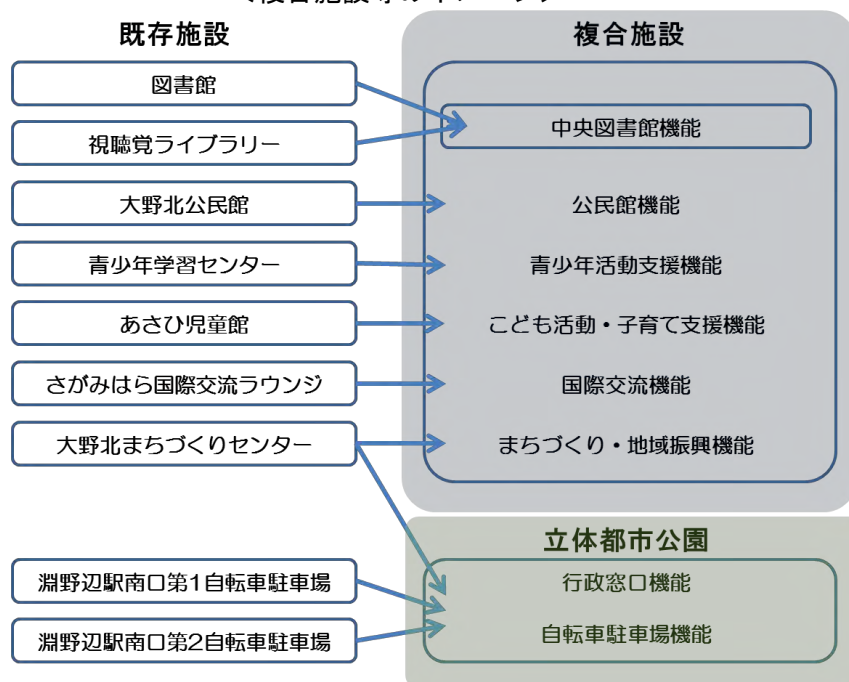 既存施設
複合施設
図書館
視聴覚ライブラリー
中央図書館機能
大野北公民館
公民館機能
青少年学習センター
青少年活動支援機能
あさひ児童館
こども活動・子育て支援機能
さがみはら国際交流ラウンジ
国際交流機能
大野北まちづくりセンター
まちづくり・地域振興機能
立体都市公園
淵野辺駅南口第1自転車駐車場
行政窓口機能
淵野辺駅南口第2自転車駐車場
自転車駐車場機能